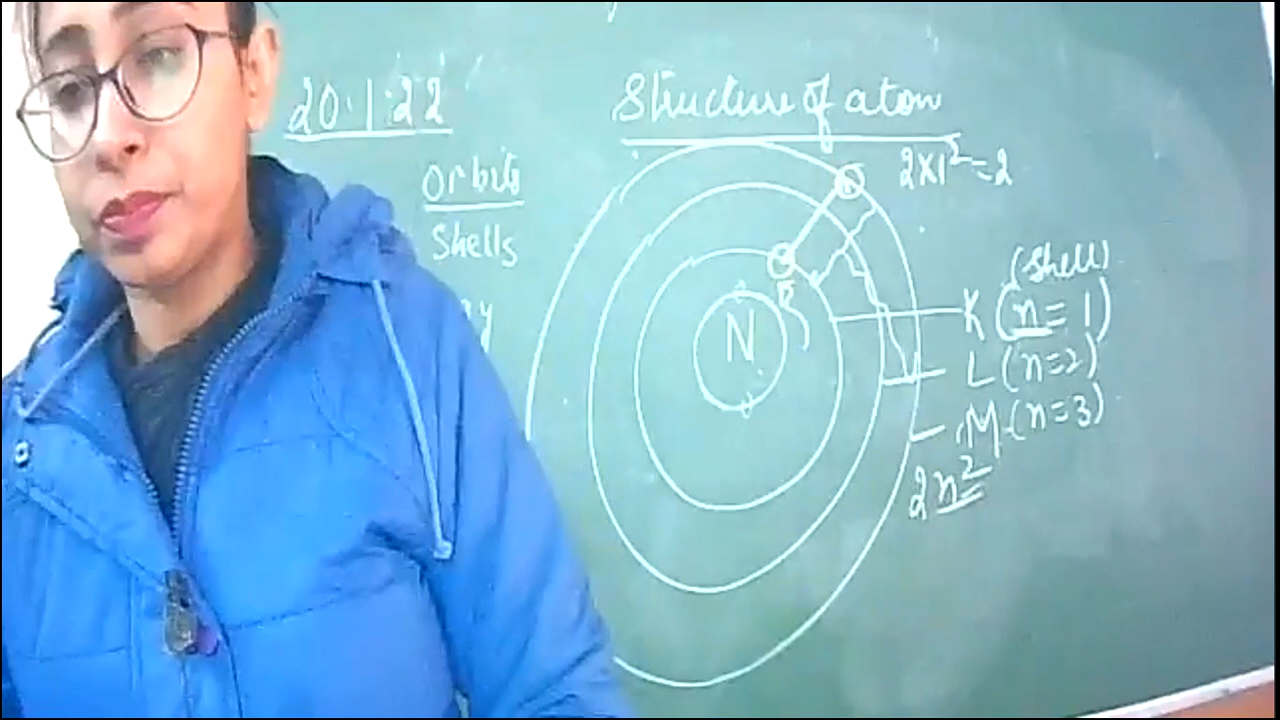 20.1.22
Structure of atom
2x1²=2
Orbits
Shells
(Shell)
K (n=1)
N
L (n=2)
M (n=3)
2n²